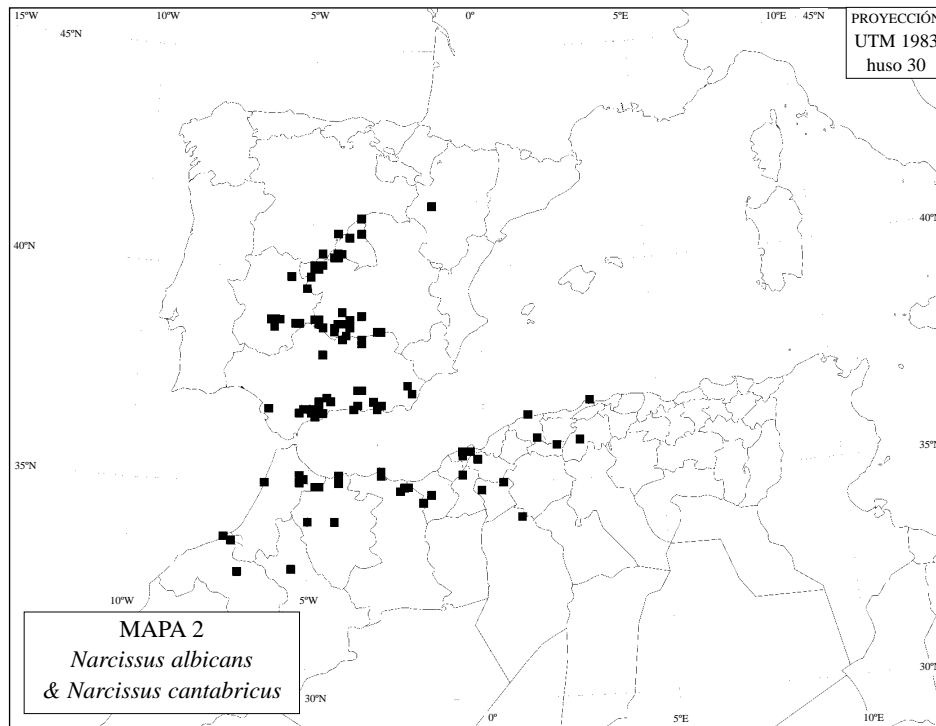 15ºW
10ºW
5ºW
0ºE
5ºE
10ºE
45ºN
45ºN
PROYECCIÓN
UTM 1983
huso 30
40ºN
40ºN
35ºN
35ºN
10ºW
5ºW
MAPA 2
Narcissus albicans
& Narcissus cantabricus
30ºN
30ºN
0º
5ºE
10ºE